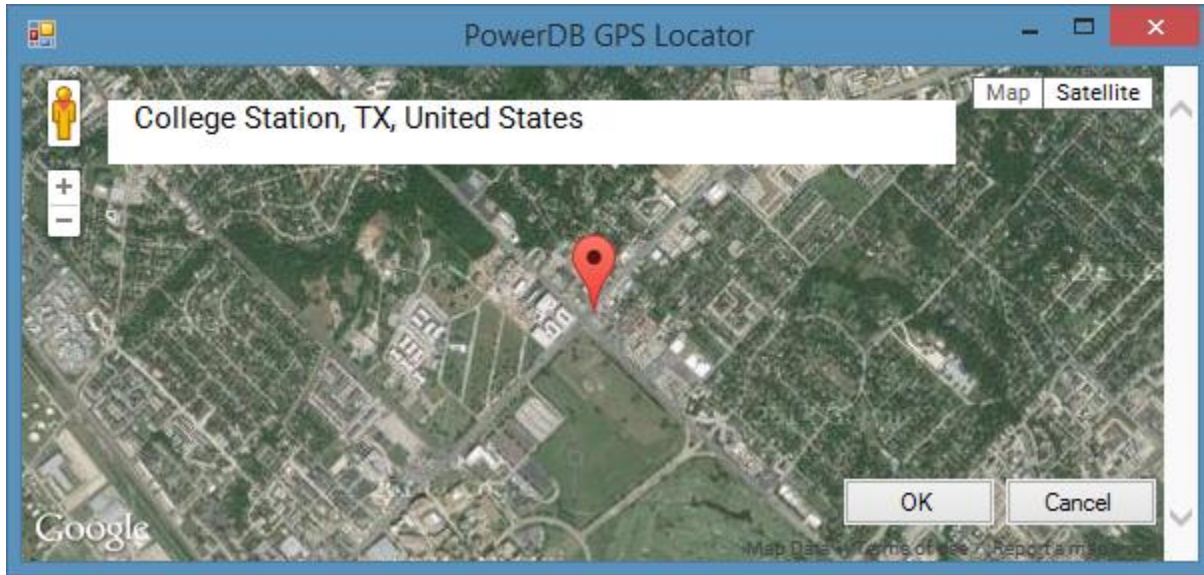 PowerDB GPS Locator
College Station, TX, United States
Map Satellite
+
−
OK Cancel
Google
Map Data Terms of Use Report a map error